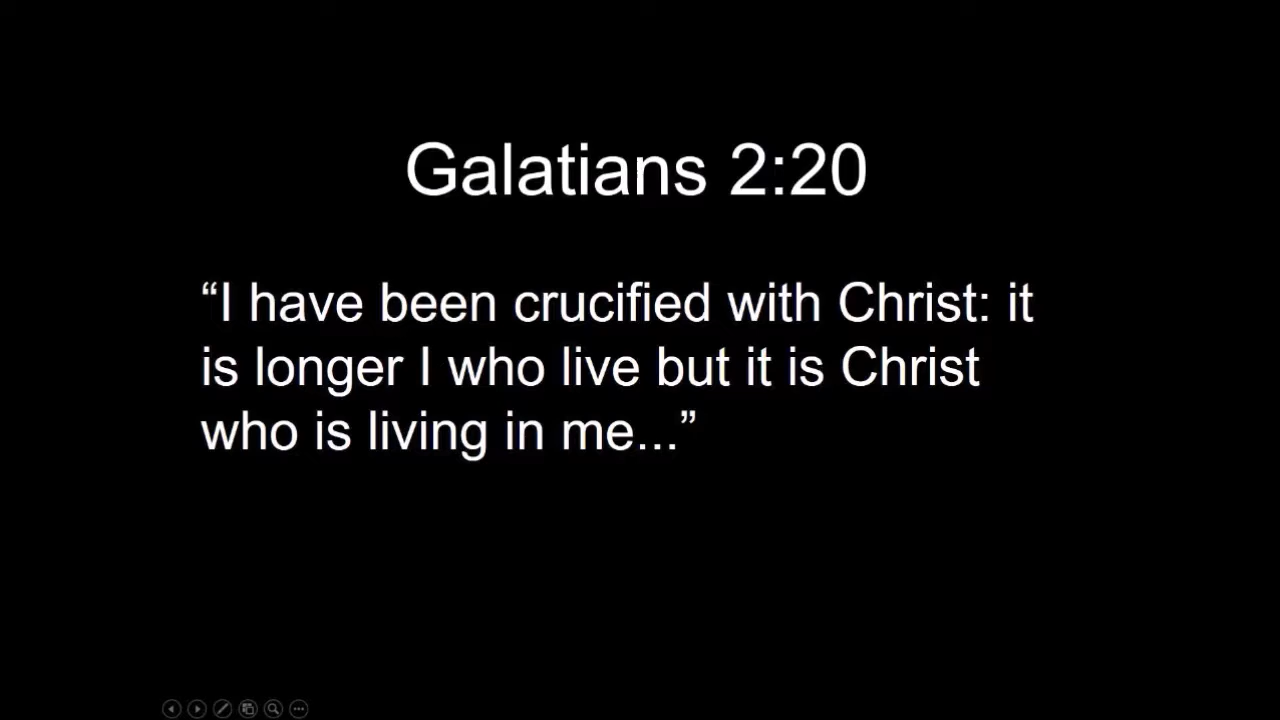 Galatians 2:20
“I have been crucified with Christ: it
is longer I who live but it is Christ
who is living in me...”